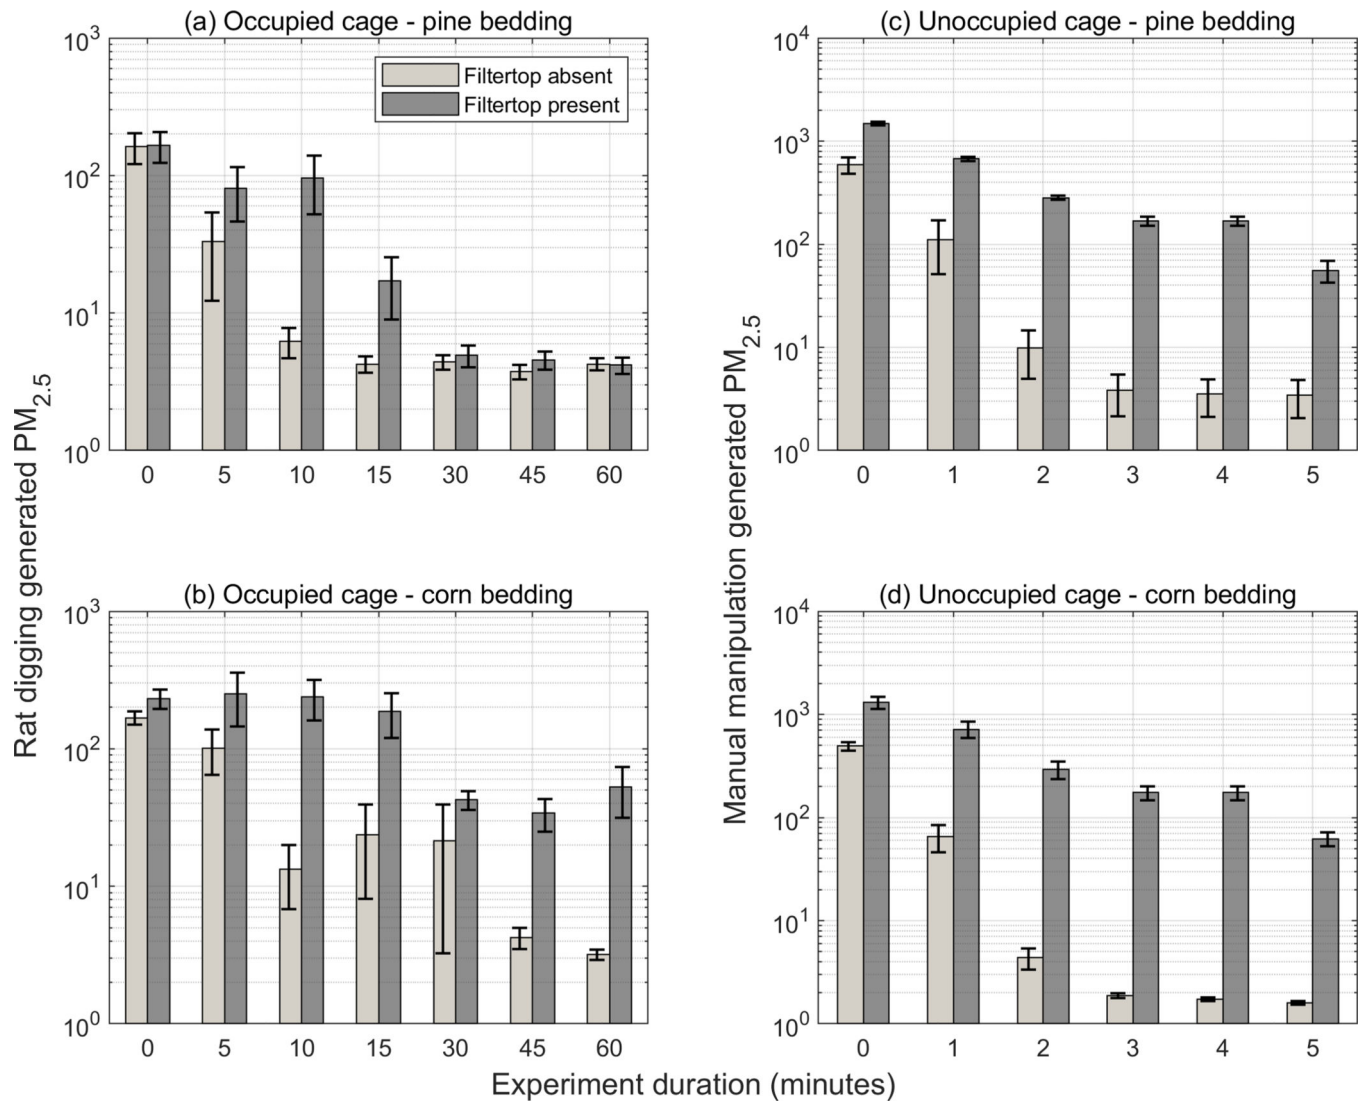 (a) Occupied cage - pine bedding
10^3
10^2
10^1
10^0
Filtertop absent
Filtertop present
0 5 10 15 30 45 60
(b) Occupied cage - corn bedding
10^3
10^2
10^1
10^0
0 5 10 15 30 45 60
Rat digging generated PM_2.5
(c) Unoccupied cage - pine bedding
10^4
10^3
10^2
10^1
10^0
0 1 2 3 4 5
(d) Unoccupied cage - corn bedding
10^4
10^3
10^2
10^1
10^0
0 1 2 3 4 5
Manual manipulation generated PM_2.5
Experiment duration (minutes)